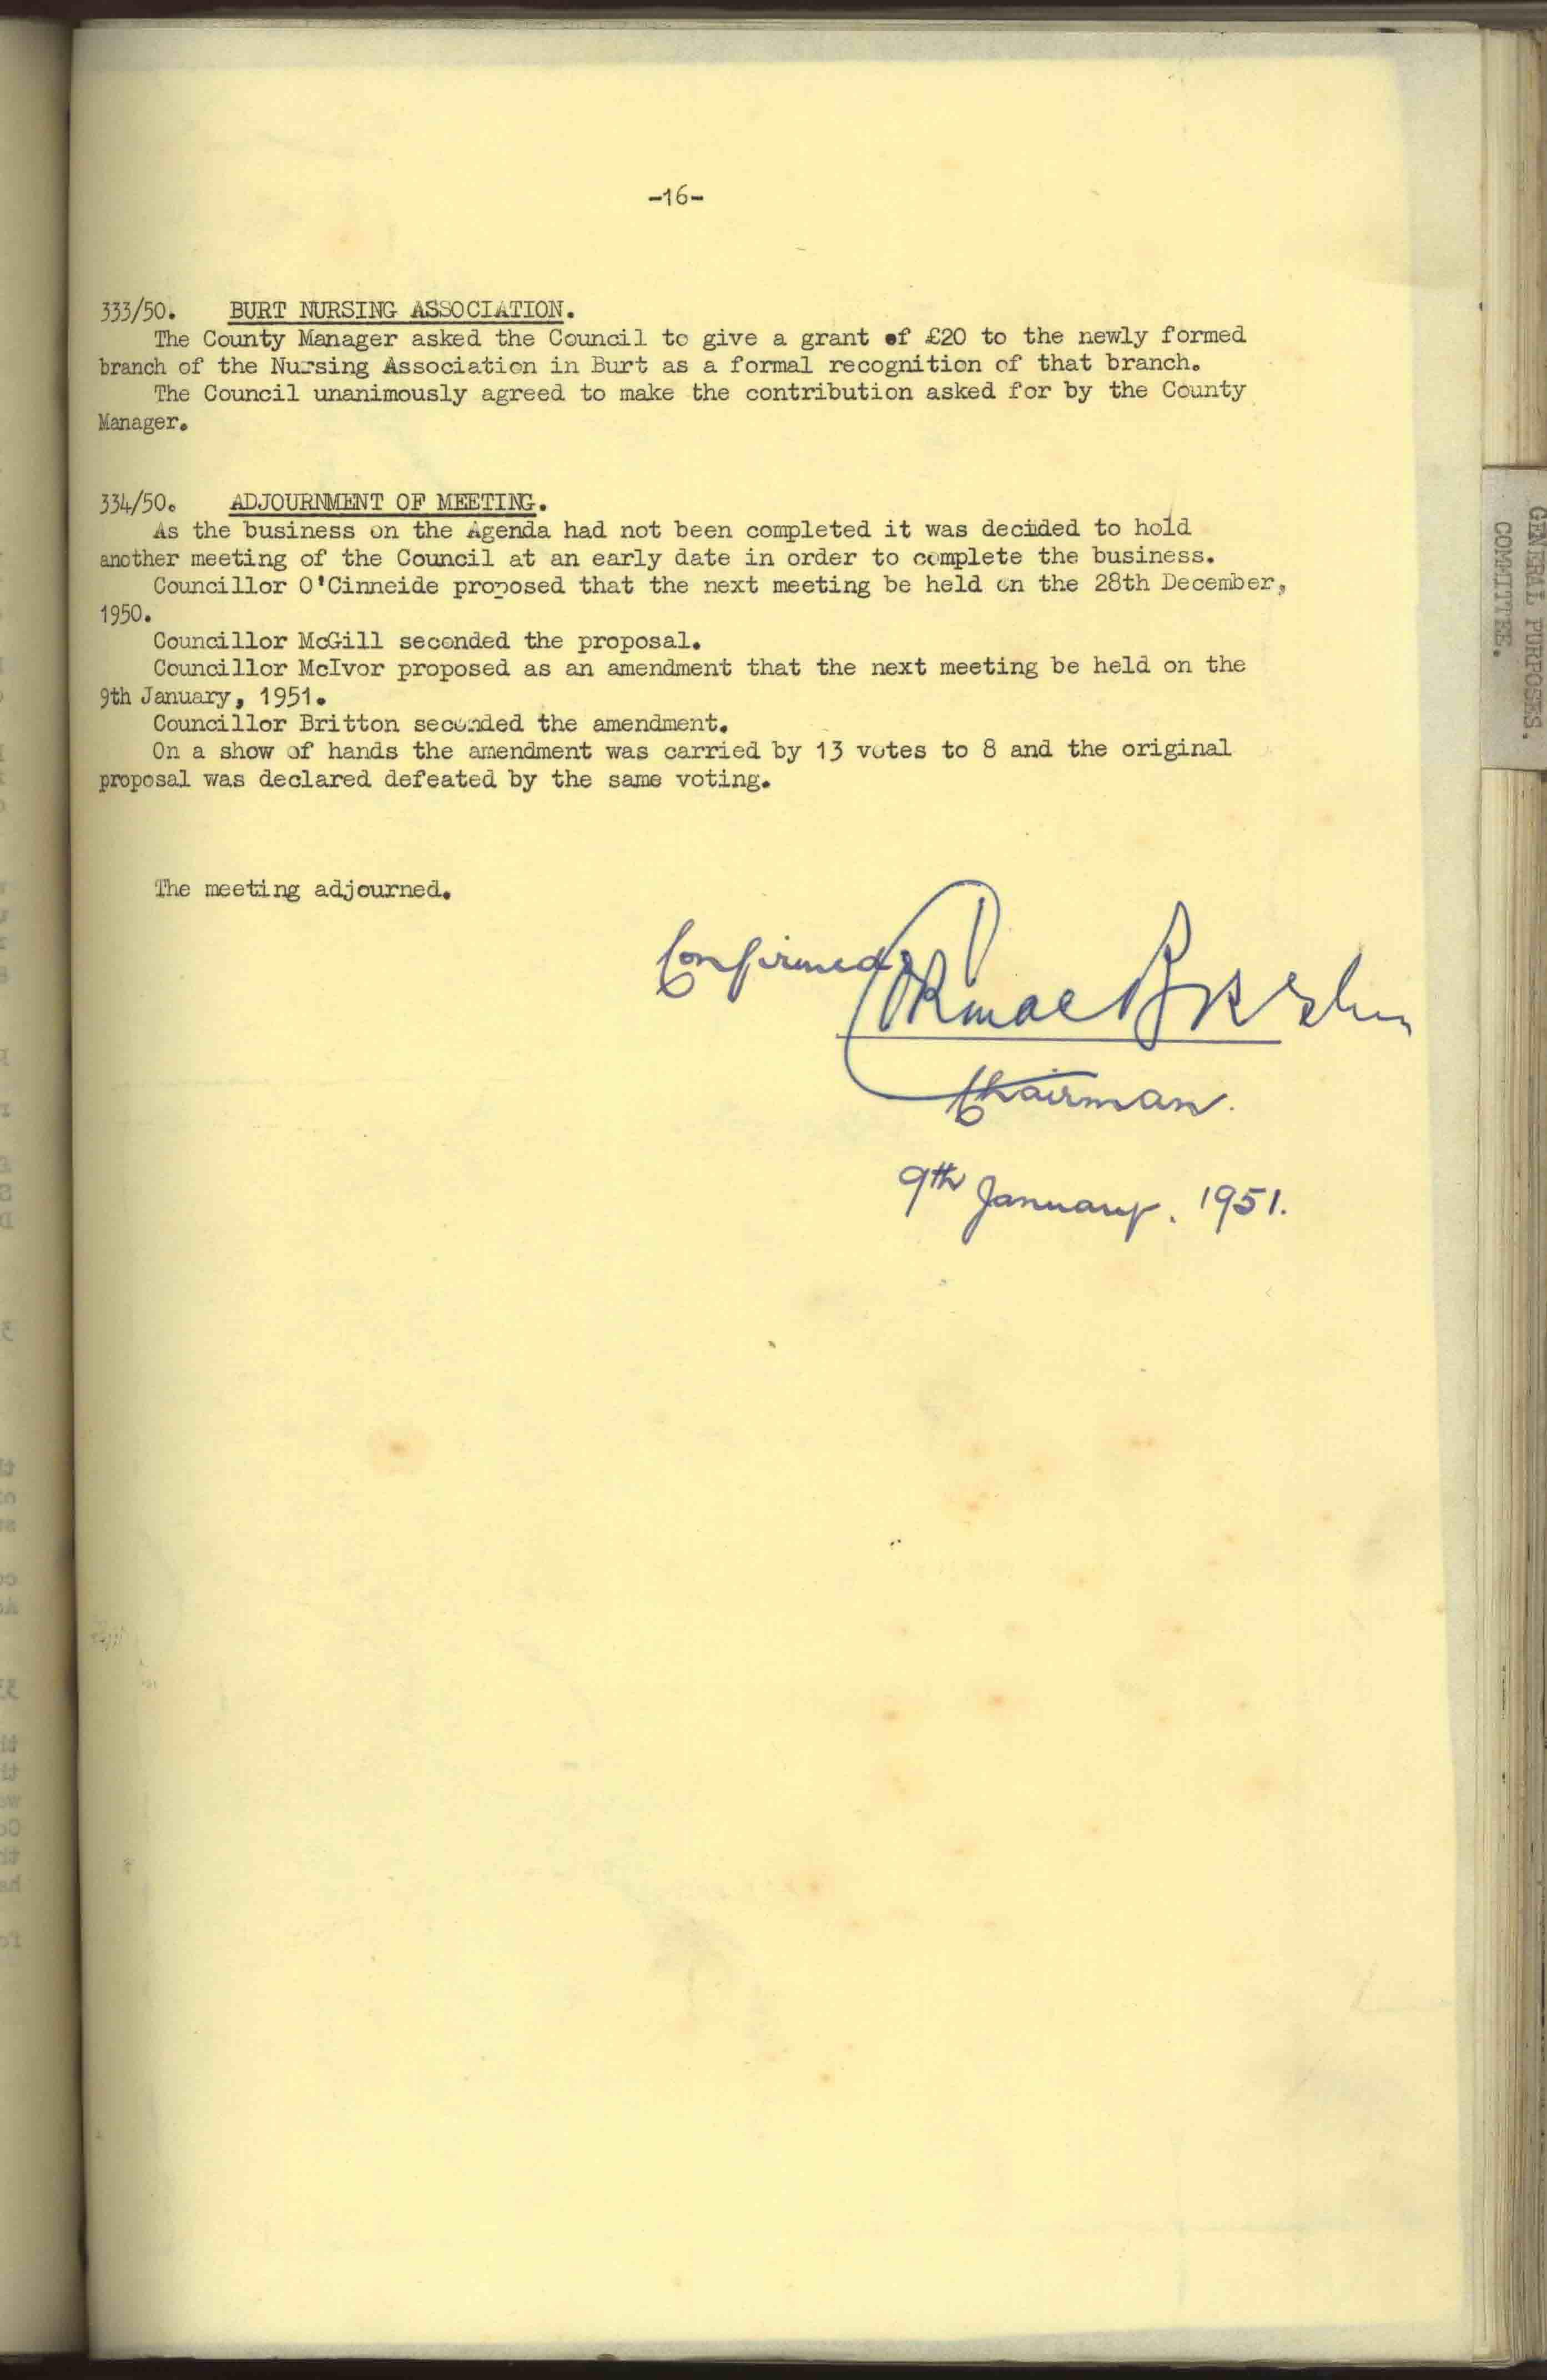 -16-
333/50. BURT NURSING ASSOCIATION.
The County Manager asked the Council to give a grant of £20 to the newly formed
branch of the Nursing Association in Burt as a formal recognition of that branch.
The Council unanimously agreed to make the contribution asked for by the County
Manager.
334/50. ADJOURNMENT OF MEETING.
As the business on the Agenda had not been completed it was decided to hold
another meeting of the Council at an early date in order to complete the business.
Councillor O'Cinneide proposed that the next meeting be held on the 28th December,
1950.
Councillor McGill seconded the proposal.
Councillor McIvor proposed as an amendment that the next meeting be held on the
9th January, 1951.
Councillor Britton seconded the amendment.
On a show of hands the amendment was carried by 13 votes to 8 and the original
proposal was declared defeated by the same voting.
The meeting adjourned.
Confirmed
Chairman.
9th January. 1951.
GENERAL PURPOSES.
COMMITTEE.